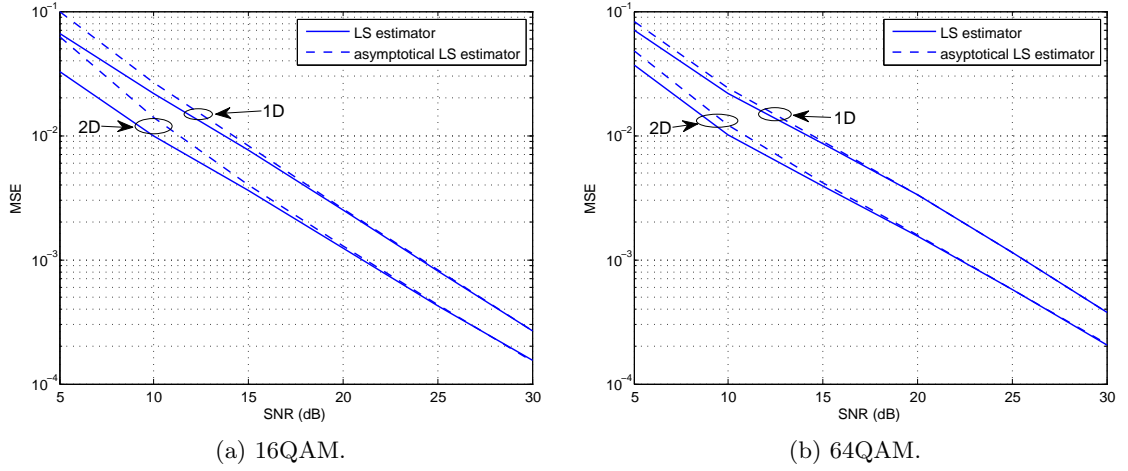 10⁻¹
10⁻²
10⁻³
10⁻⁴
MSE
5 10 15 20 25 30
SNR (dB)
LS estimator
asymptotical LS estimator
1D
2D
(a) 16QAM.
10⁻¹
10⁻²
10⁻³
10⁻⁴
MSE
5 10 15 20 25 30
SNR (dB)
LS estimator
asyptotical LS estimator
1D
2D
(b) 64QAM.